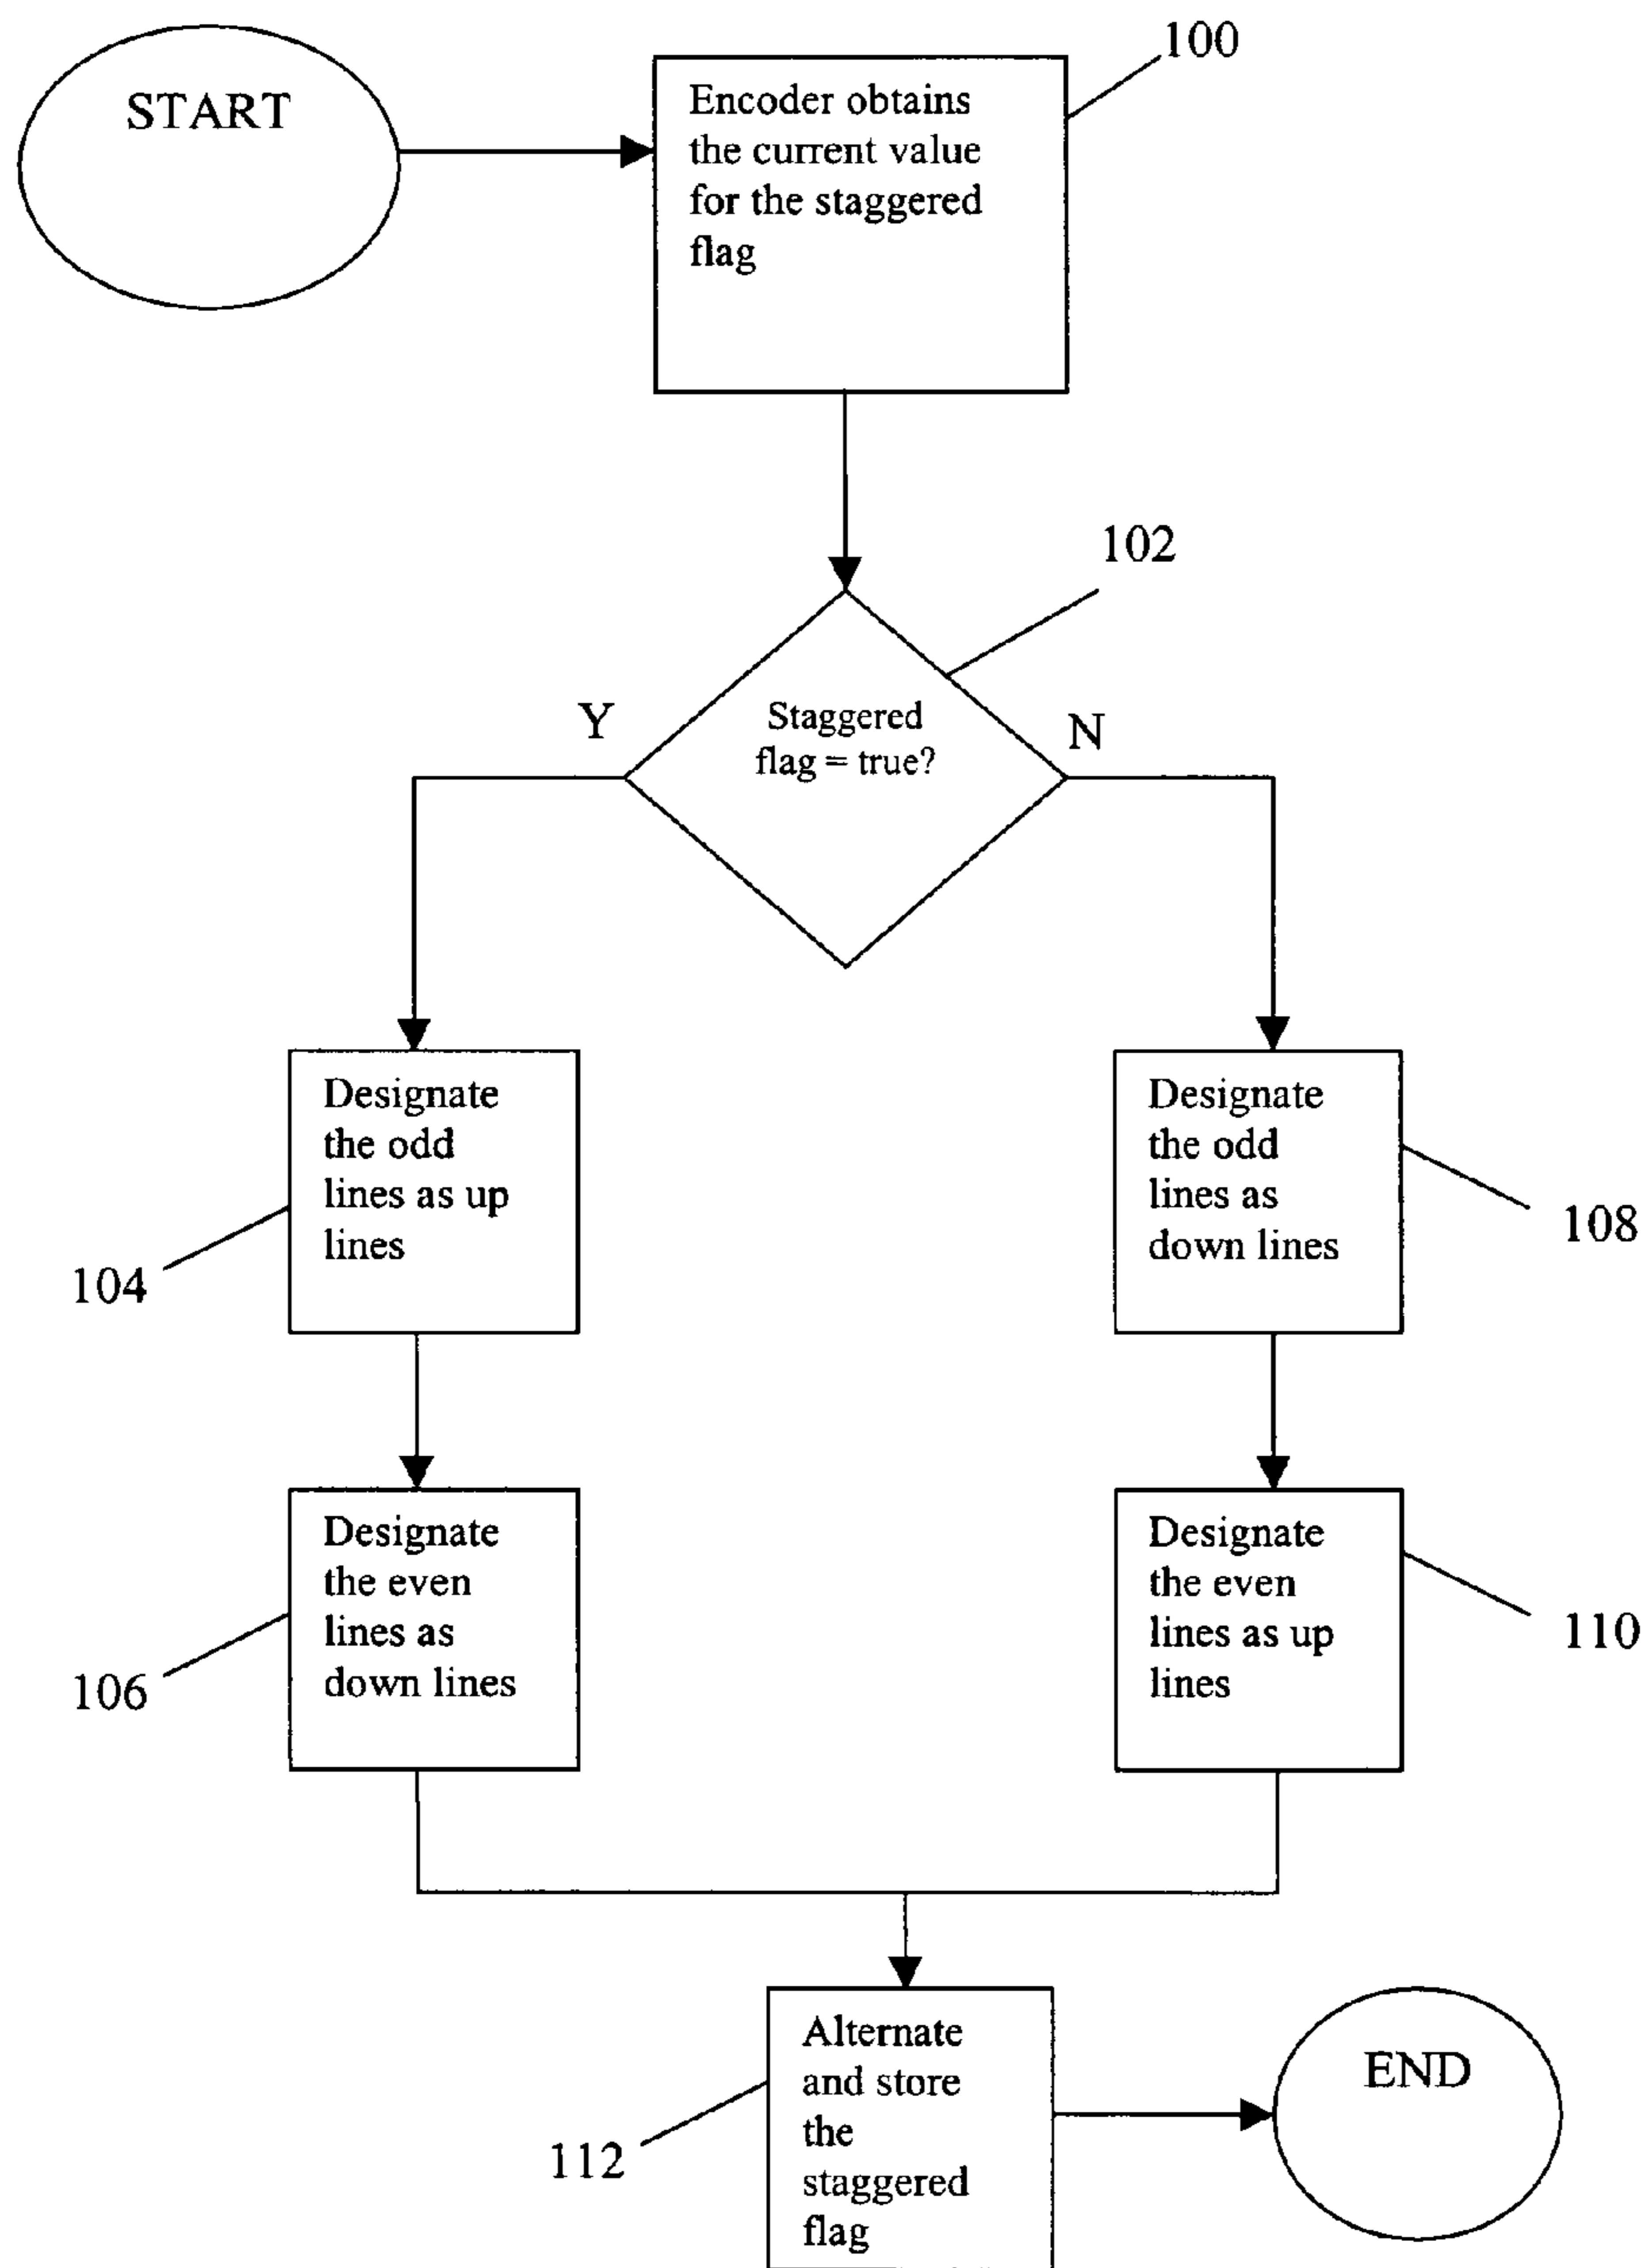 START
100
Encoder obtains
the current value
for the staggered
flag
102
Y
Staggered
flag = true?
N
Designate
the odd
lines as up
lines
104
Designate
the odd
lines as
down lines
108
Designate
the even
lines as
down lines
106
Designate
the even
lines as up
lines
110
Alternate
and store
the
staggered
flag
112
END